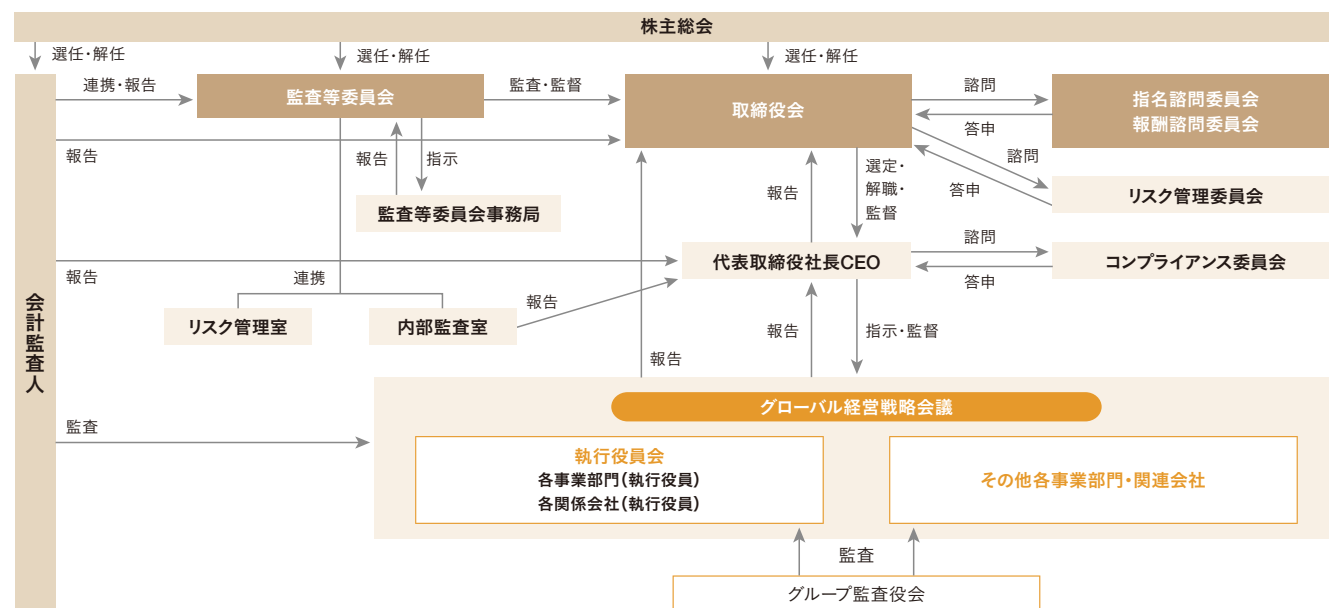 株主総会
選任・解任
選任・解任
選任・解任
連携・報告
監査等委員会
監査・監督
取締役会
諮問
指名諮問委員会
報酬諮問委員会
答申
報告
報告
指示
選定・
解職・
監督
諮問
答申
報告
リスク管理委員会
監査等委員会事務局
代表取締役社長CEO
諮問
コンプライアンス委員会
答申
報告
連携
報告
リスク管理室
内部監査室
会計監査人
報告
報告
指示・監督
グローバル経営戦略会議
監査
執行役員会
各事業部門(執行役員)
各関係会社(執行役員)
その他各事業部門・関連会社
監査
グループ監査役会